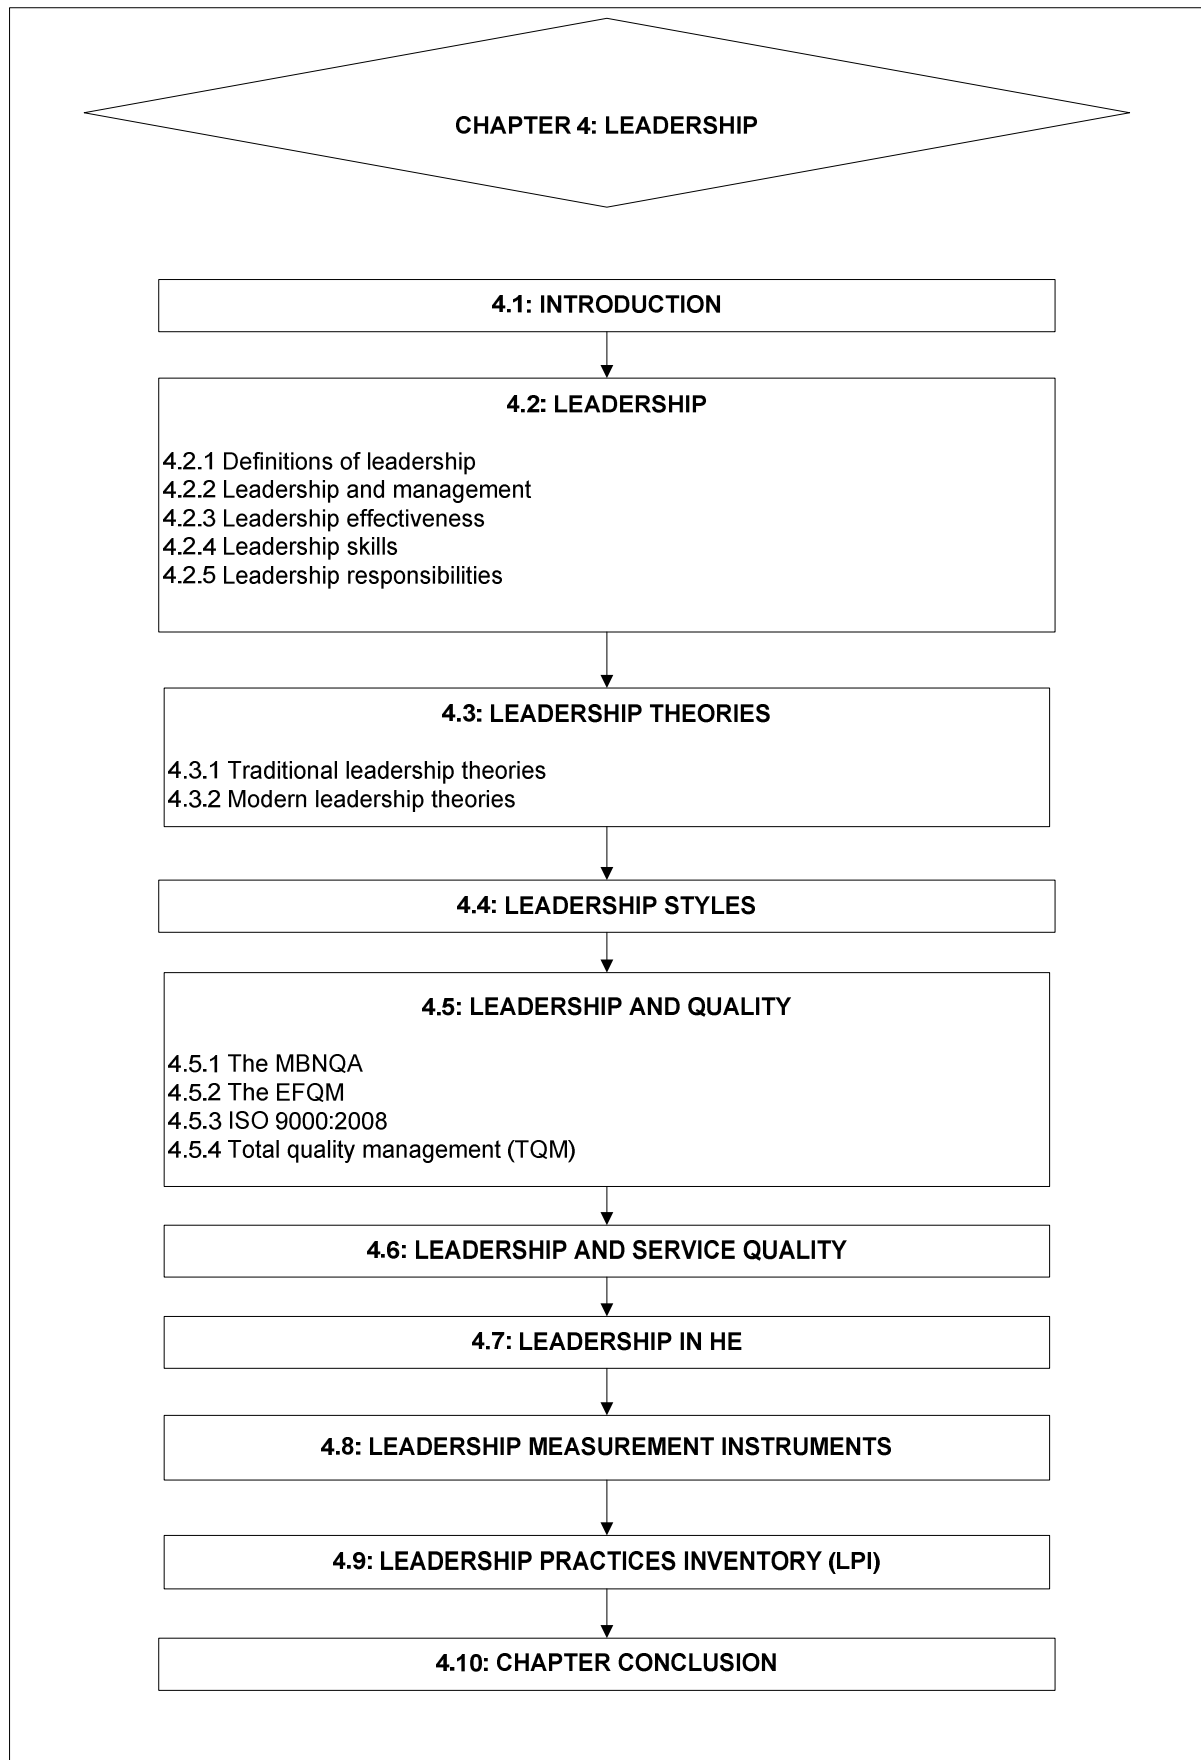 CHAPTER 4: LEADERSHIP
4.1: INTRODUCTION
4.2: LEADERSHIP
4.2.1 Definitions of leadership
4.2.2 Leadership and management
4.2.3 Leadership effectiveness
4.2.4 Leadership skills
4.2.5 Leadership responsibilities
4.3: LEADERSHIP THEORIES
4.3.1 Traditional leadership theories
4.3.2 Modern leadership theories
4.4: LEADERSHIP STYLES
4.5: LEADERSHIP AND QUALITY
4.5.1 The MBNQA
4.5.2 The EFQM
4.5.3 ISO 9000:2008
4.5.4 Total quality management (TQM)
4.6: LEADERSHIP AND SERVICE QUALITY
4.7: LEADERSHIP IN HE
4.8: LEADERSHIP MEASUREMENT INSTRUMENTS
4.9: LEADERSHIP PRACTICES INVENTORY (LPI)
4.10: CHAPTER CONCLUSION